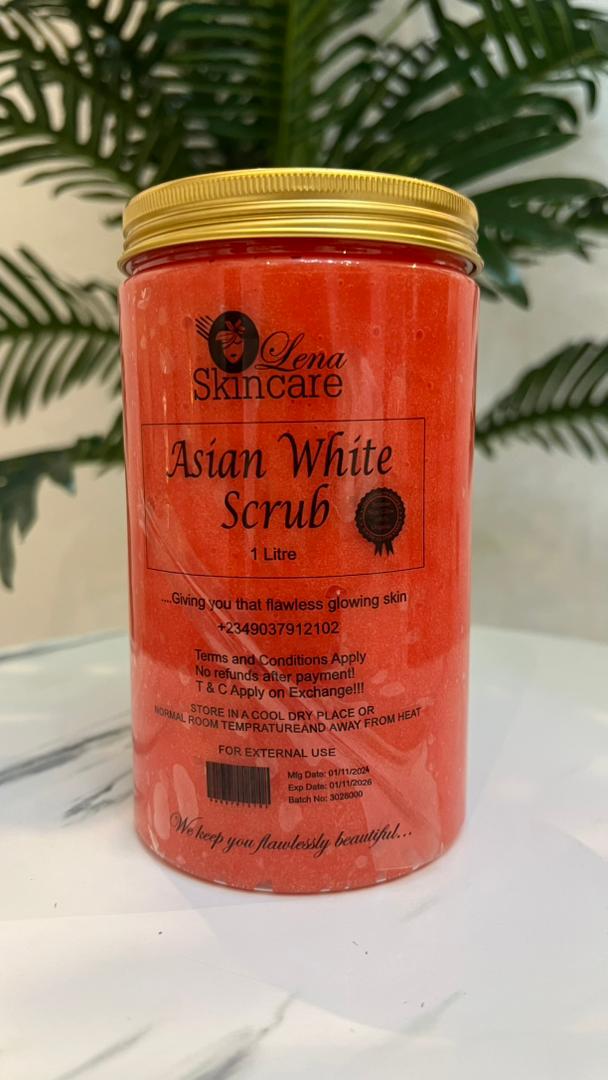 Lena
Skincare
Asian White
Scrub
1 Litre
....Giving you that flawless glowing skin
+2349037912102
Terms and Conditions Apply
No refunds after payment!
T & C Apply on Exchange!!!
STORE IN A COOL DRY PLACE OR
NORMAL ROOM TEMPRATUREAND AWAY FROM HEAT
FOR EXTERNAL USE
Mfg Date: 01/11/2024
Exp Date: 01/11/2026
Batch No: 3028000
We keep you flawlessly beautiful...